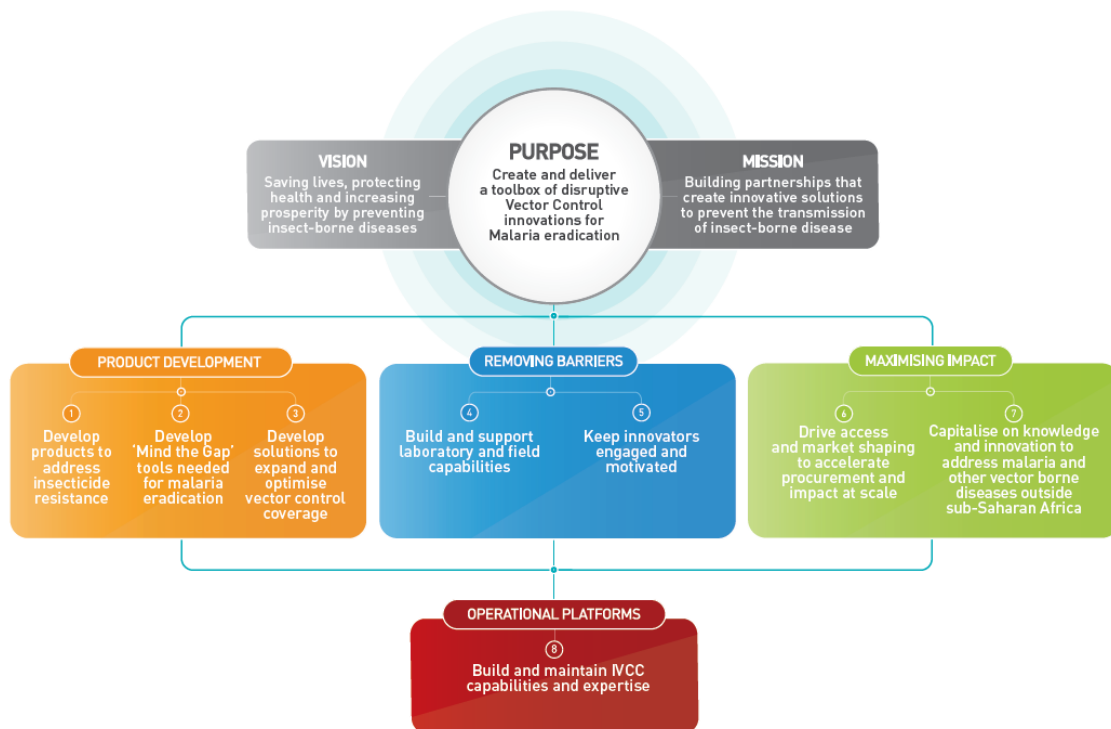 VISION
Saving lives, protecting
health and increasing
prosperity by preventing
insect-borne diseases
PURPOSE
Create and deliver
a toolbox of disruptive
Vector Control
innovations for
Malaria eradication
MISSION
Building partnerships that
create innovative solutions
to prevent the transmission
of insect-borne disease
PRODUCT DEVELOPMENT
1
Develop
products to
address
insecticide
resistance
2
Develop
'Mind the Gap'
tools needed
for malaria
eradication
3
Develop
solutions to
expand and
optimise
vector control
coverage
REMOVING BARRIERS
4
Build and support
laboratory and field
capabilities
5
Keep innovators
engaged and
motivated
MAXIMISING IMPACT
6
Drive access
and market shaping
to accelerate
procurement and
impact at scale
7
Capitalise on knowledge
and innovation to
address malaria and
other vector borne
diseases outside
sub-Saharan Africa
OPERATIONAL PLATFORMS
8
Build and maintain IVCC
capabilities and expertise